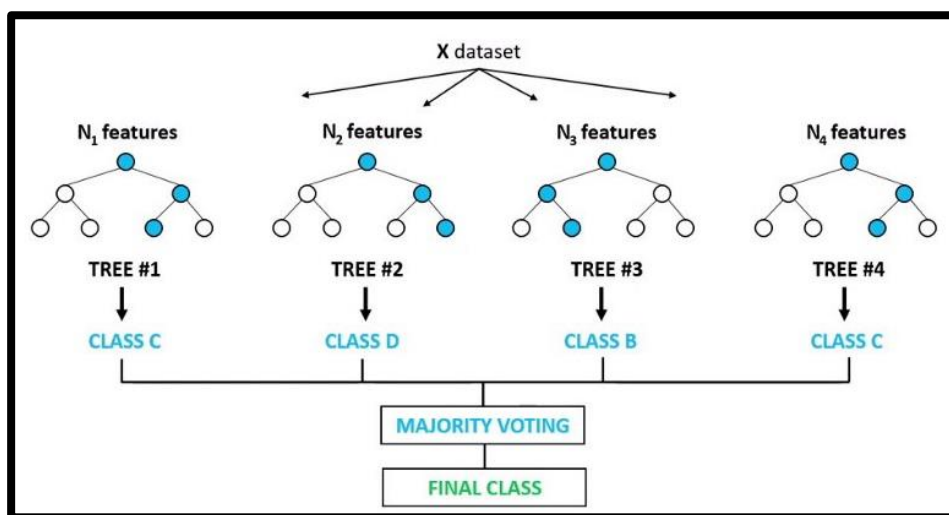 X dataset
N₁ features
N₂ features
N₃ features
N₄ features
TREE #1
TREE #2
TREE #3
TREE #4
CLASS C
CLASS D
CLASS B
CLASS C
MAJORITY VOTING
FINAL CLASS